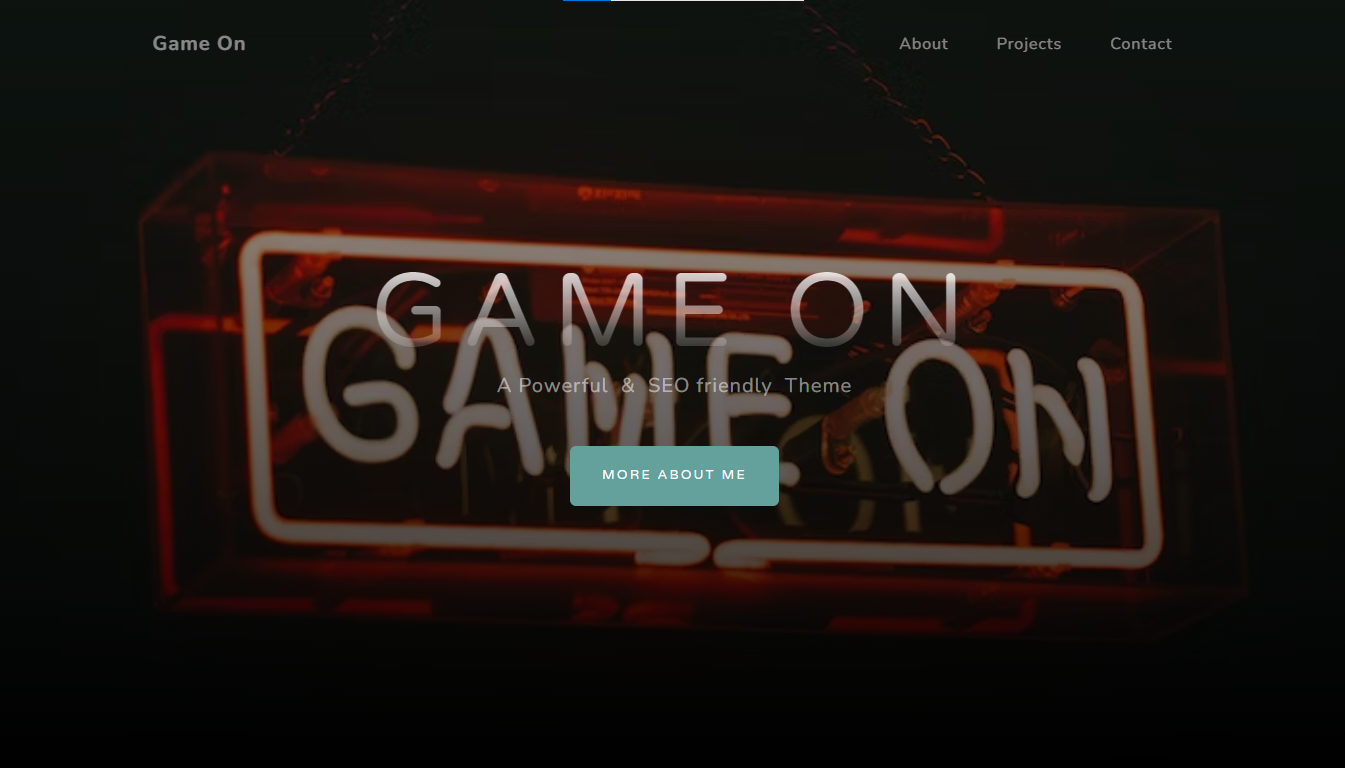 Game On
About
Projects
Contact
GAME ON
GAME ON
A Powerful & SEO friendly Theme
MORE ABOUT ME